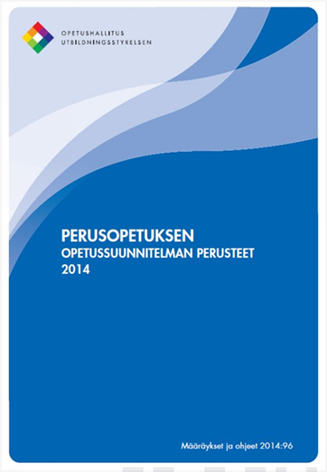 OPETUSHALLITUS
UTBILDNINGSSTYRELSEN
PERUSOPETUKSEN
OPETUSSUUNNITELMAN PERUSTEET
2014
Määräykset ja ohjeet 2014:96